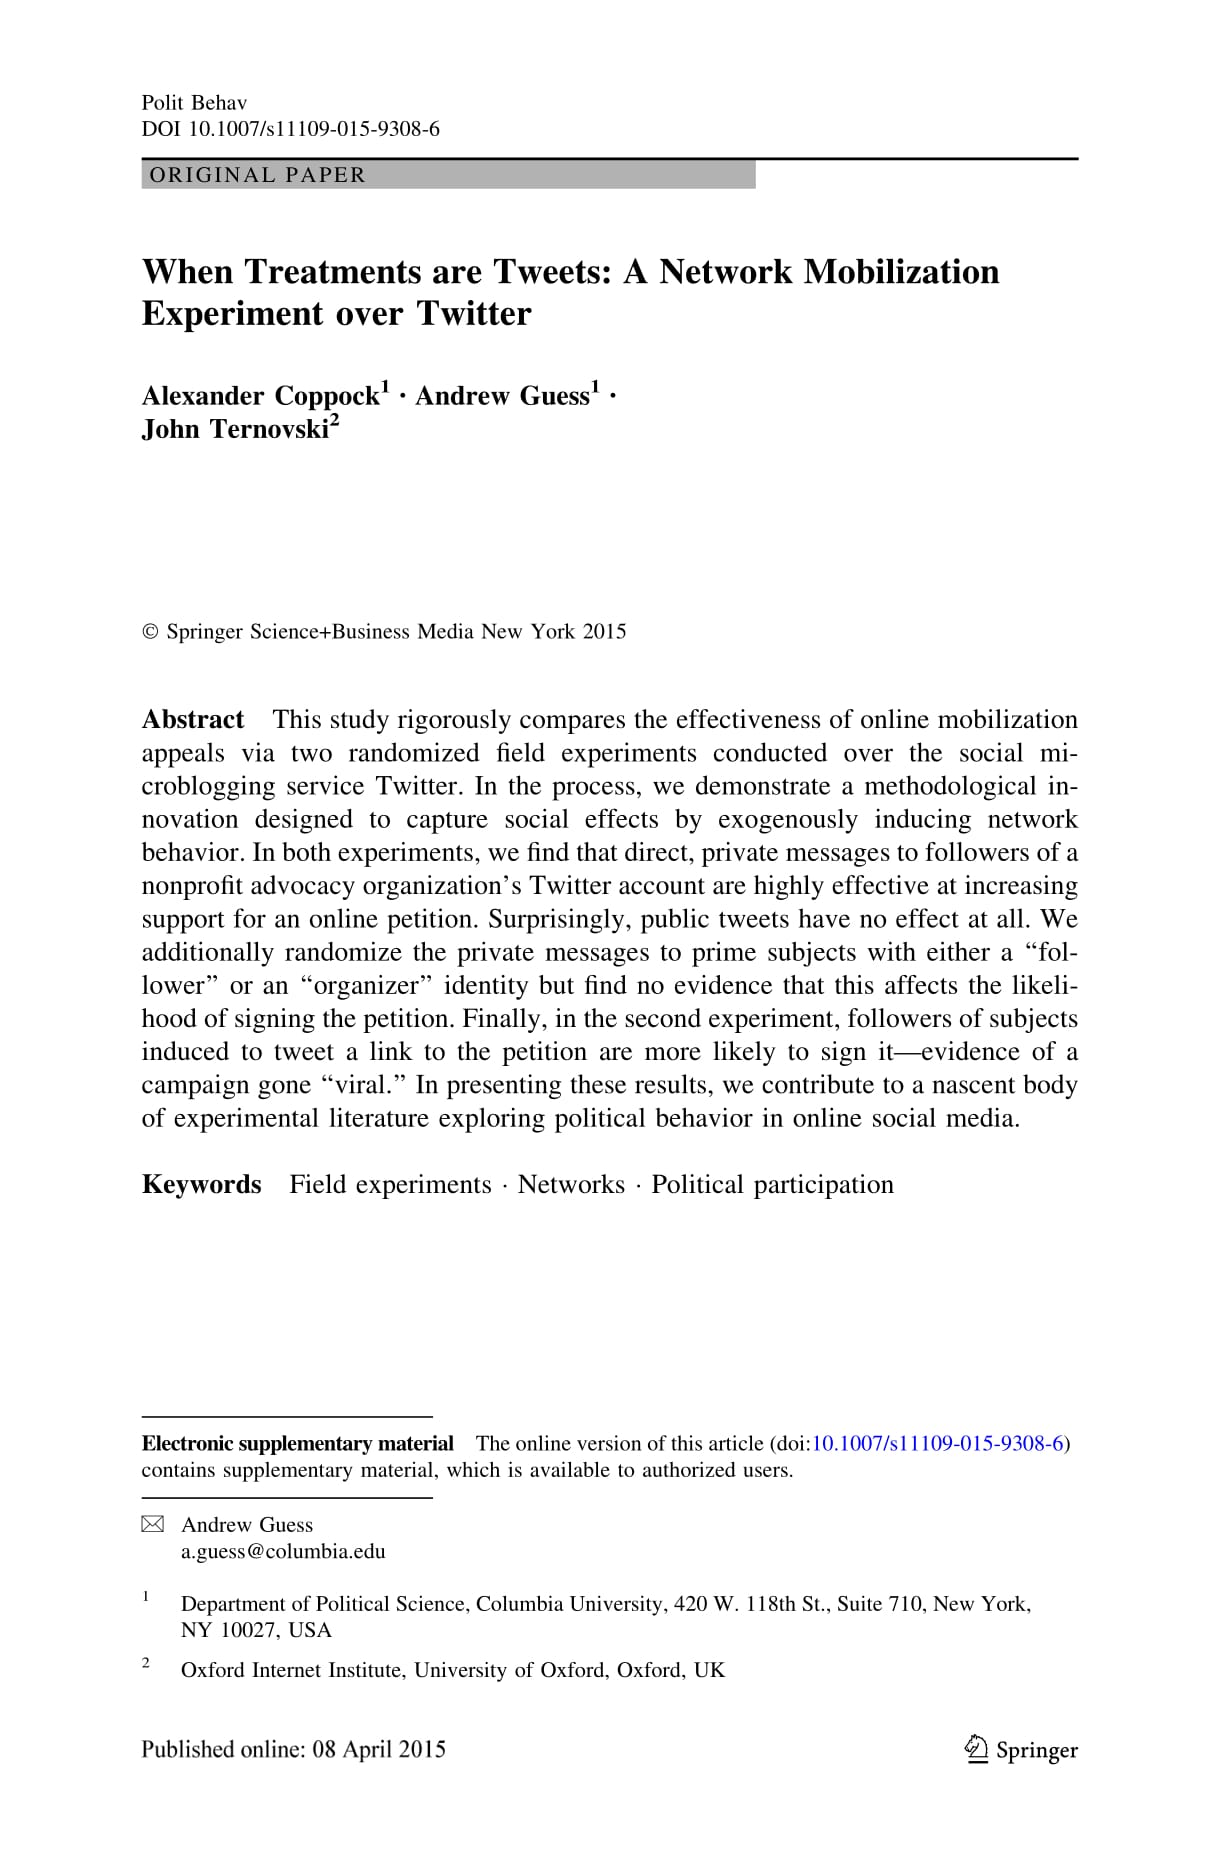 Polit Behav
DOI 10.1007/s11109-015-9308-6
ORIGINAL PAPER
When Treatments are Tweets: A Network Mobilization
Experiment over Twitter
Alexander Coppock1 · Andrew Guess1 ·
John Ternovski2
© Springer Science+Business Media New York 2015
Abstract This study rigorously compares the effectiveness of online mobilization
appeals via two randomized field experiments conducted over the social mi-
croblogging service Twitter. In the process, we demonstrate a methodological in-
novation designed to capture social effects by exogenously inducing network
behavior. In both experiments, we find that direct, private messages to followers of a
nonprofit advocacy organization’s Twitter account are highly effective at increasing
support for an online petition. Surprisingly, public tweets have no effect at all. We
additionally randomize the private messages to prime subjects with either a “fol-
lower” or an “organizer” identity but find no evidence that this affects the likeli-
hood of signing the petition. Finally, in the second experiment, followers of subjects
induced to tweet a link to the petition are more likely to sign it—evidence of a
campaign gone “viral.” In presenting these results, we contribute to a nascent body
of experimental literature exploring political behavior in online social media.
Keywords Field experiments · Networks · Political participation
Electronic supplementary material The online version of this article (doi:10.1007/s11109-015-9308-6)
contains supplementary material, which is available to authorized users.
Andrew Guess
a.guess@columbia.edu
1 Department of Political Science, Columbia University, 420 W. 118th St., Suite 710, New York,
NY 10027, USA
2 Oxford Internet Institute, University of Oxford, Oxford, UK
Published online: 08 April 2015
Springer